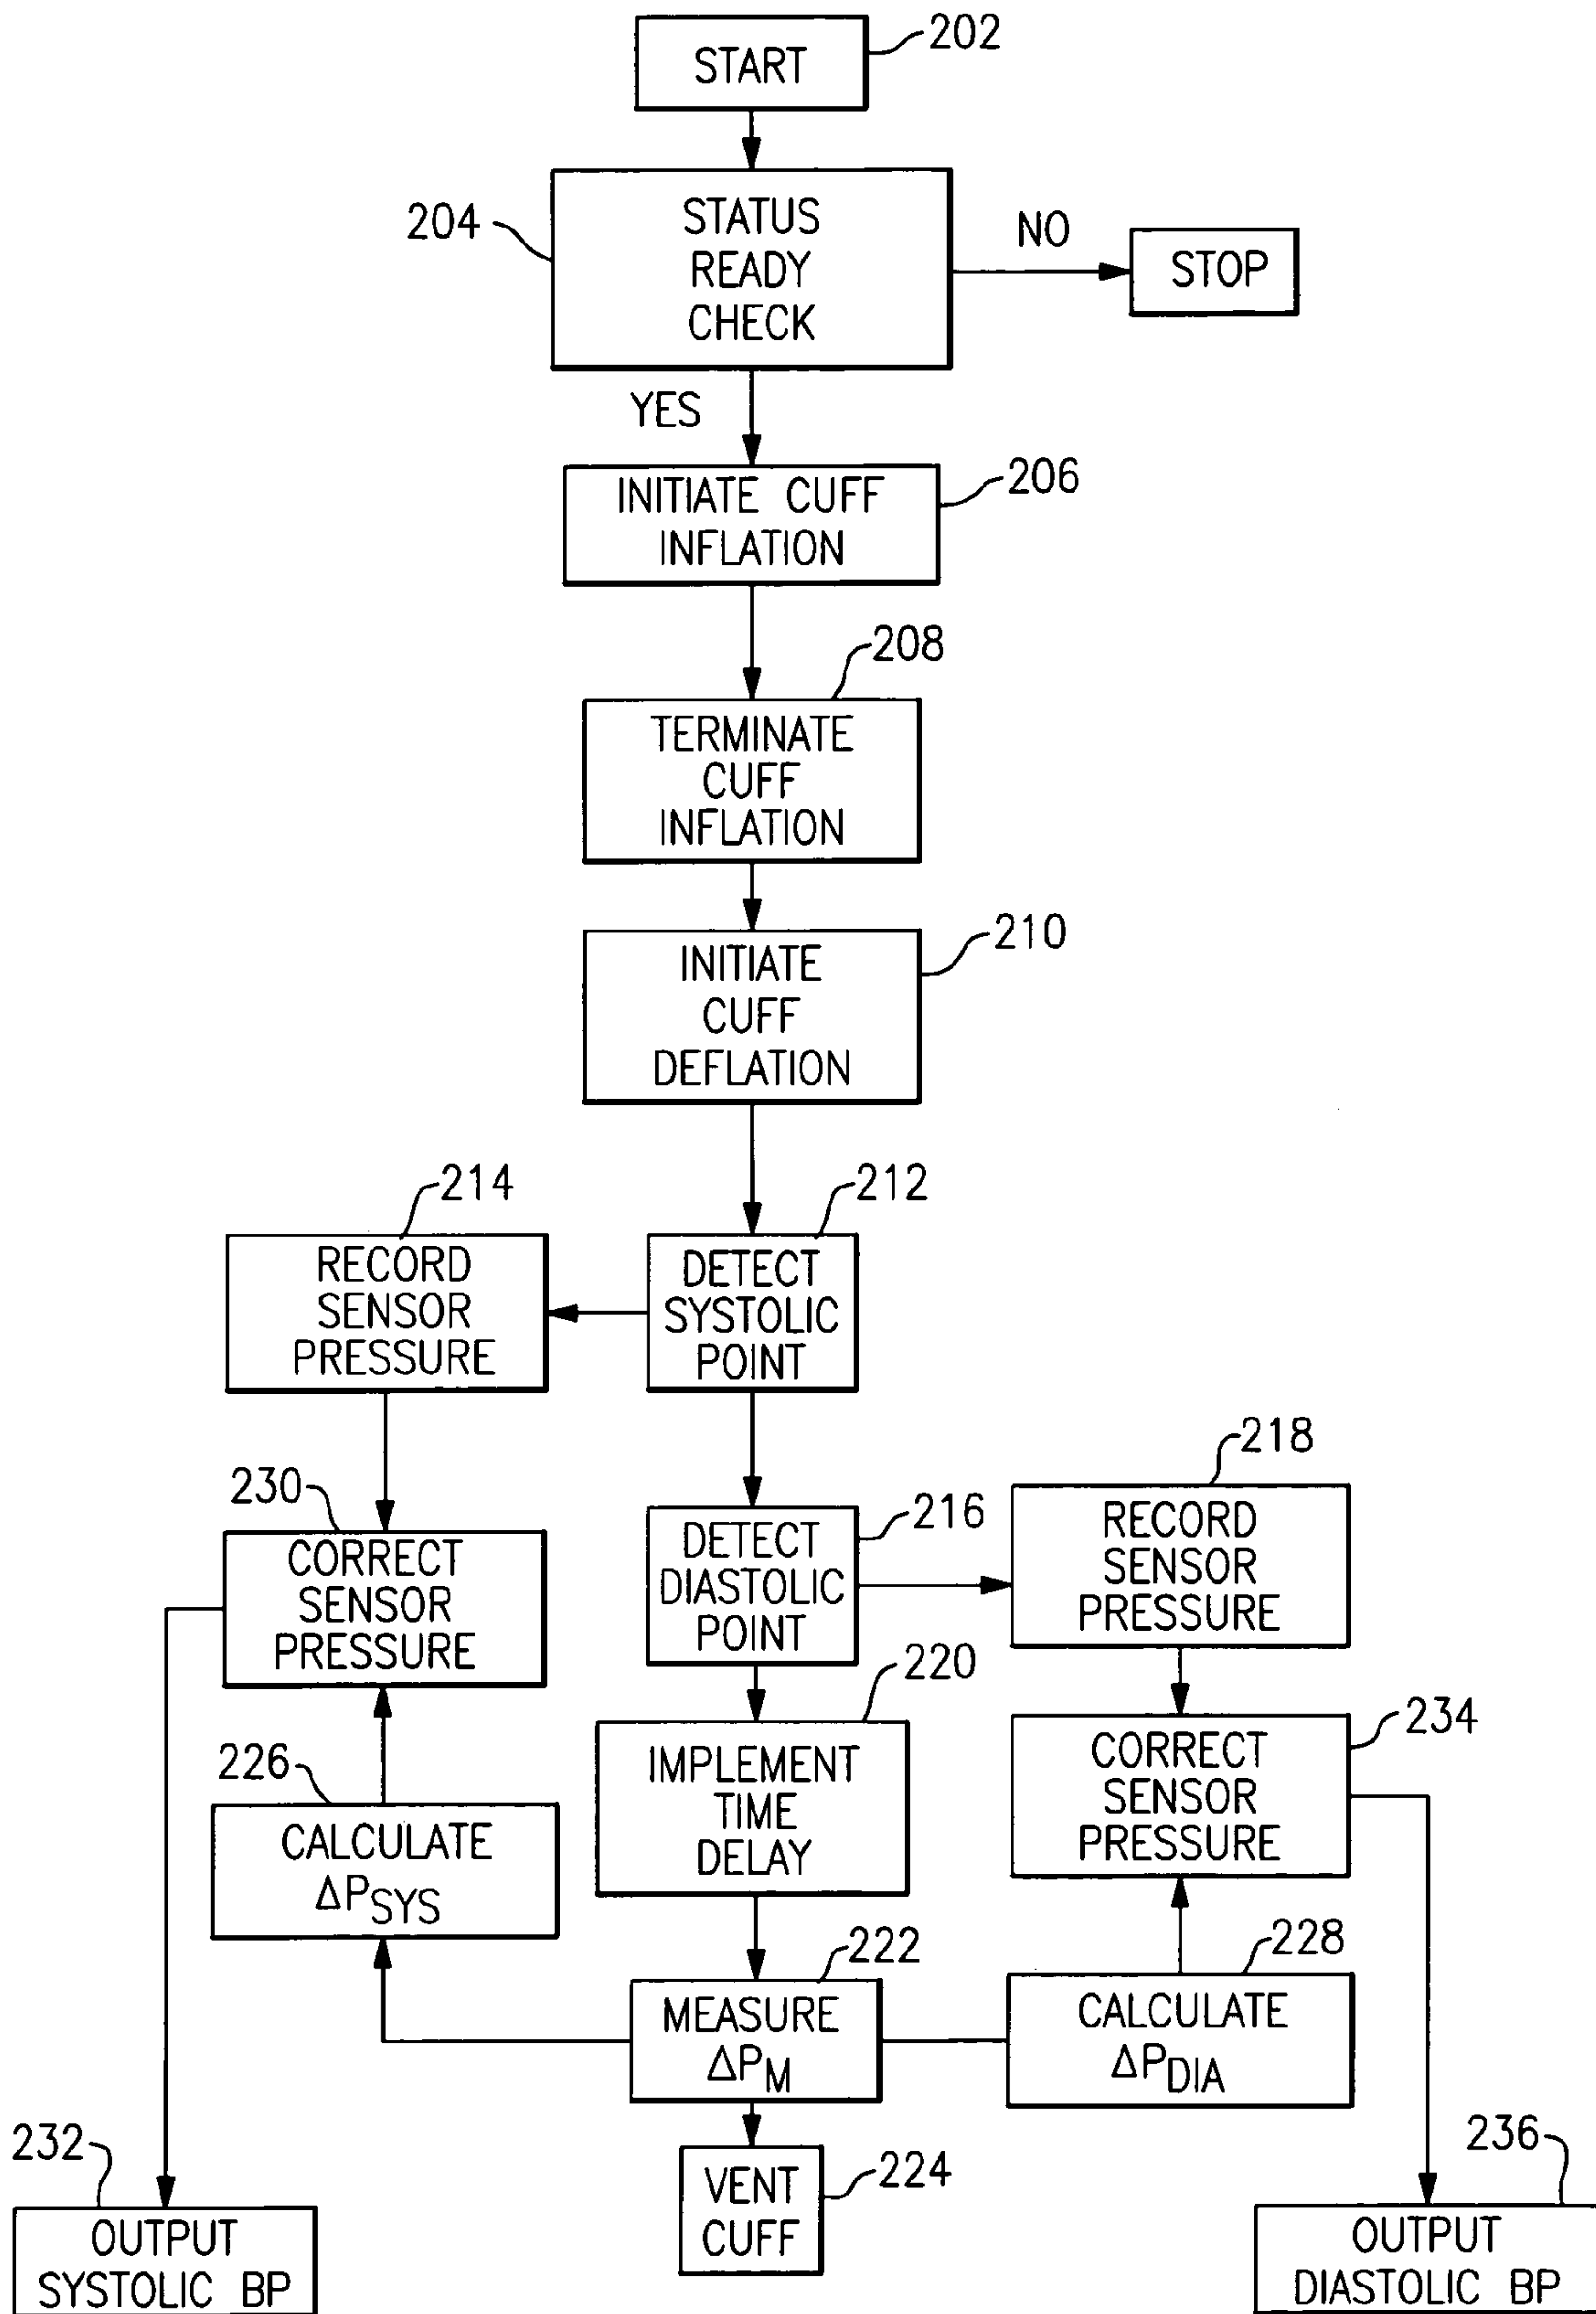 202
START
204
STATUS
READY
CHECK
NO
STOP
YES
206
INITIATE CUFF
INFLATION
208
TERMINATE
CUFF
INFLATION
210
INITIATE
CUFF
DEFLATION
214
212
RECORD
SENSOR
PRESSURE
DETECT
SYSTOLIC
POINT
218
230
216
CORRECT
SENSOR
PRESSURE
DETECT
DIASTOLIC
POINT
RECORD
SENSOR
PRESSURE
220
234
226
IMPLEMENT
TIME
DELAY
CORRECT
SENSOR
PRESSURE
CALCULATE
ΔPSYS
222
228
MEASURE
ΔPM
CALCULATE
ΔPDIA
232
236
VENT
CUFF
224
OUTPUT
SYSTOLIC BP
OUTPUT
DIASTOLIC BP